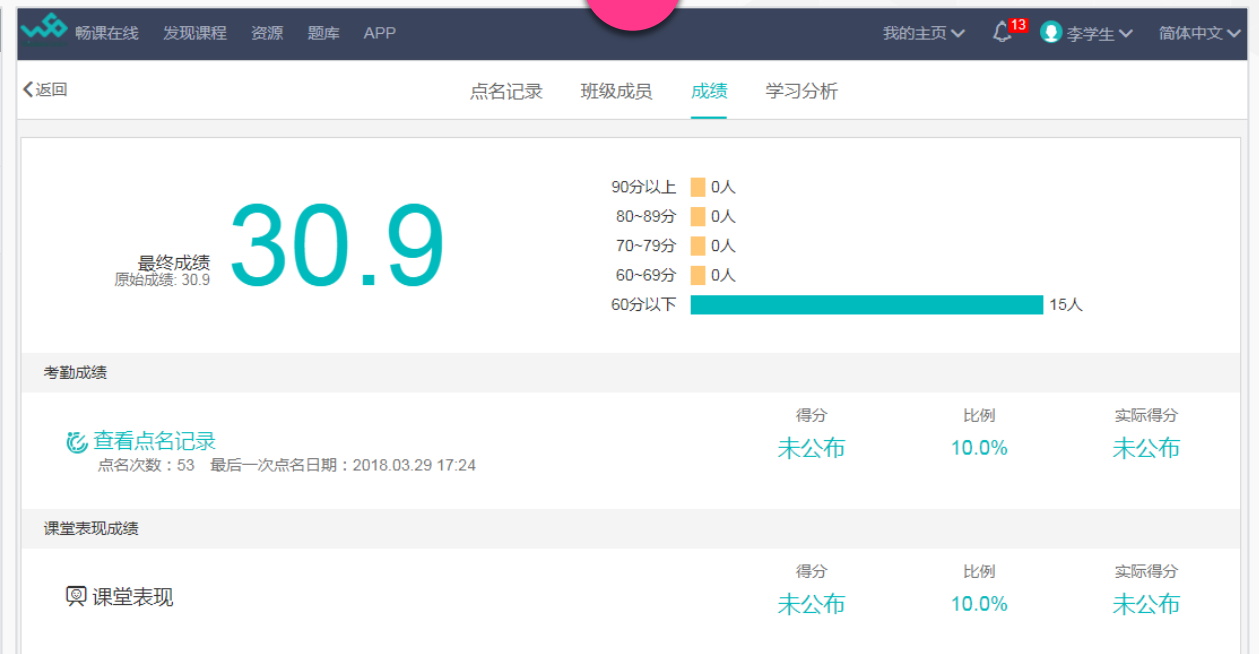 畅课在线 发现课程 资源 题库 APP 我的主页 13 李学生 简体中文
返回 点名记录 班级成员 成绩 学习分析
90分以上 0人
80~89分 0人
70~79分 0人
60~69分 0人
60分以下 15人
最终成绩 30.9
原始成绩: 30.9
考勤成绩
得分 比例 实际得分
查看点名记录 未公布 10.0% 未公布
点名次数：53 最后一次点名日期：2018.03.29 17:24
课堂表现成绩
得分 比例 实际得分
课堂表现 未公布 10.0% 未公布